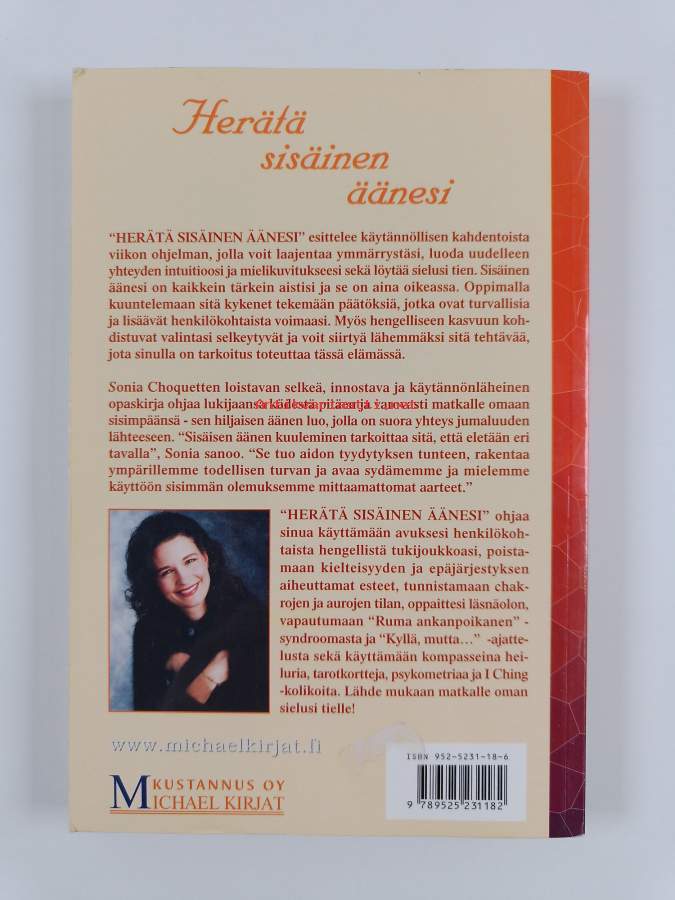 Herätä
sisäinen
äänesi
“HERÄTÄ SISÄINEN ÄÄNESI” esittelee käytännöllisen kahdentoista
viikon ohjelman, jolla voit laajentaa ymmärrystäsi, luoda uudelleen
yhteyden intuitioosi ja mielikuvitukseesi sekä löytää sielusi tien. Sisäinen
äänesi on kaikkein tärkein aistisi ja se on aina oikeassa. Oppimalla
kuuntelemaan sitä kykenet tekemään päätöksiä, jotka ovat turvallisia
ja lisäävät henkilökohtaista voimaasi. Myös hengelliseen kasvuun koh-
distuvat valintasi selkeytyvät ja voit siirtyä lähemmäksi sitä tehtävää,
jota sinulla on tarkoitus toteuttaa tässä elämässä.
Sonia Choquetten loistavan selkeä, innostava ja käytännönläheinen
opaskirja ohjaa lukijaansa kädestä pitäen ja varovasti matkalle omaan
sisimpäänsä - sen hiljaisen äänen luo, jolla on suora yhteys jumaluuden
lähteeseen. “Sisäisen äänen kuuleminen tarkoittaa sitä, että eletään eri
tavalla”, Sonia sanoo. “Se tuo aidon tyydytyksen tunteen, rakentaa
ympärillemme todellisen turvan ja avaa sydämemme ja mielemme
käyttöön sisimmän olemuksemme mittaamattomat aarteet.”
“HERÄTÄ SISÄINEN ÄÄNESI” ohjaa
sinua käyttämään avuksesi henkilökoh-
taista hengellistä tukijoukkoasi, poista-
maan kielteisyyden ja epäjärjestyksen
aiheuttamat esteet, tunnistamaan chak-
rojen ja aurojen tilan, oppaittesi läsnäolon,
vapautumaan “Ruma ankanpoikanen” -
syndroomasta ja “Kyllä, mutta…” -ajatte-
lusta sekä käyttämään kompasseina hei-
luria, tarotkortteja, psykometriaa ja I Ching
-kolikoita. Lähde mukaan matkalle oman
sielusi tielle!
www.michaelkirjat.fi
KUSTANNUS OY
MICHAEL KIRJAT
ISBN 952-5231-18-6
9 789525 231182